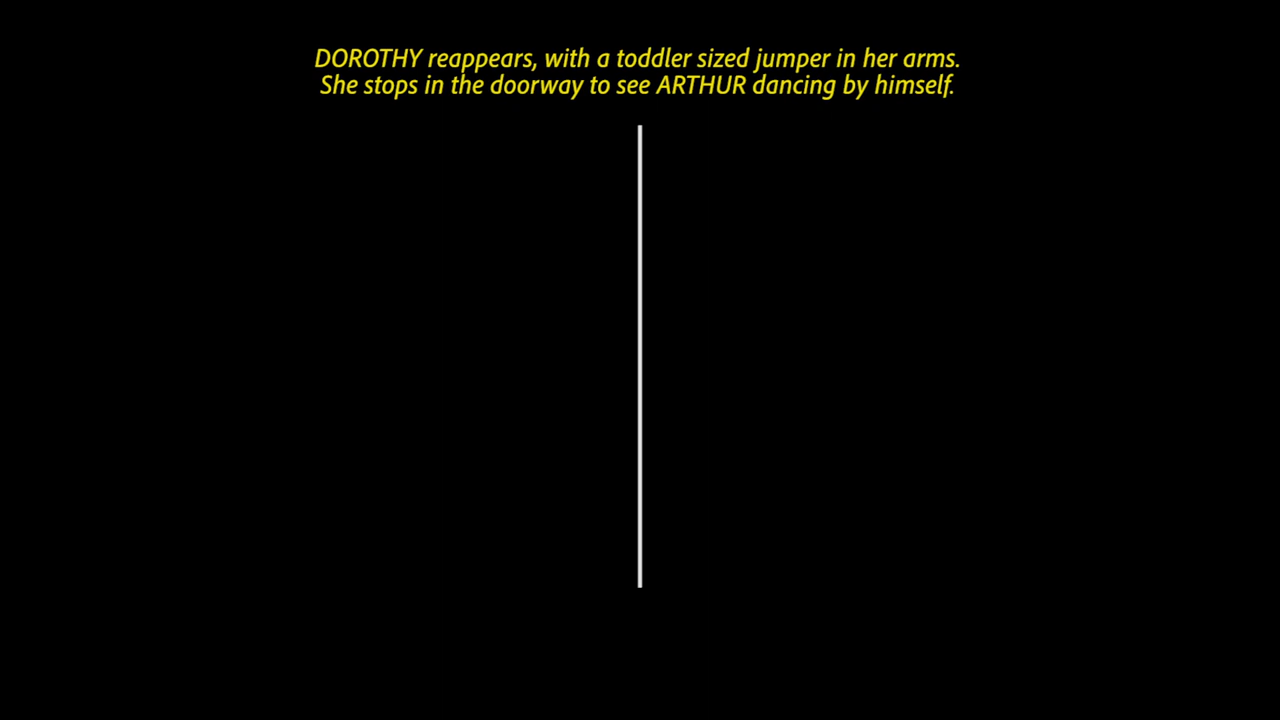 DOROTHY reappears, with a toddler sized jumper in her arms.
She stops in the doorway to see ARTHUR dancing by himself.